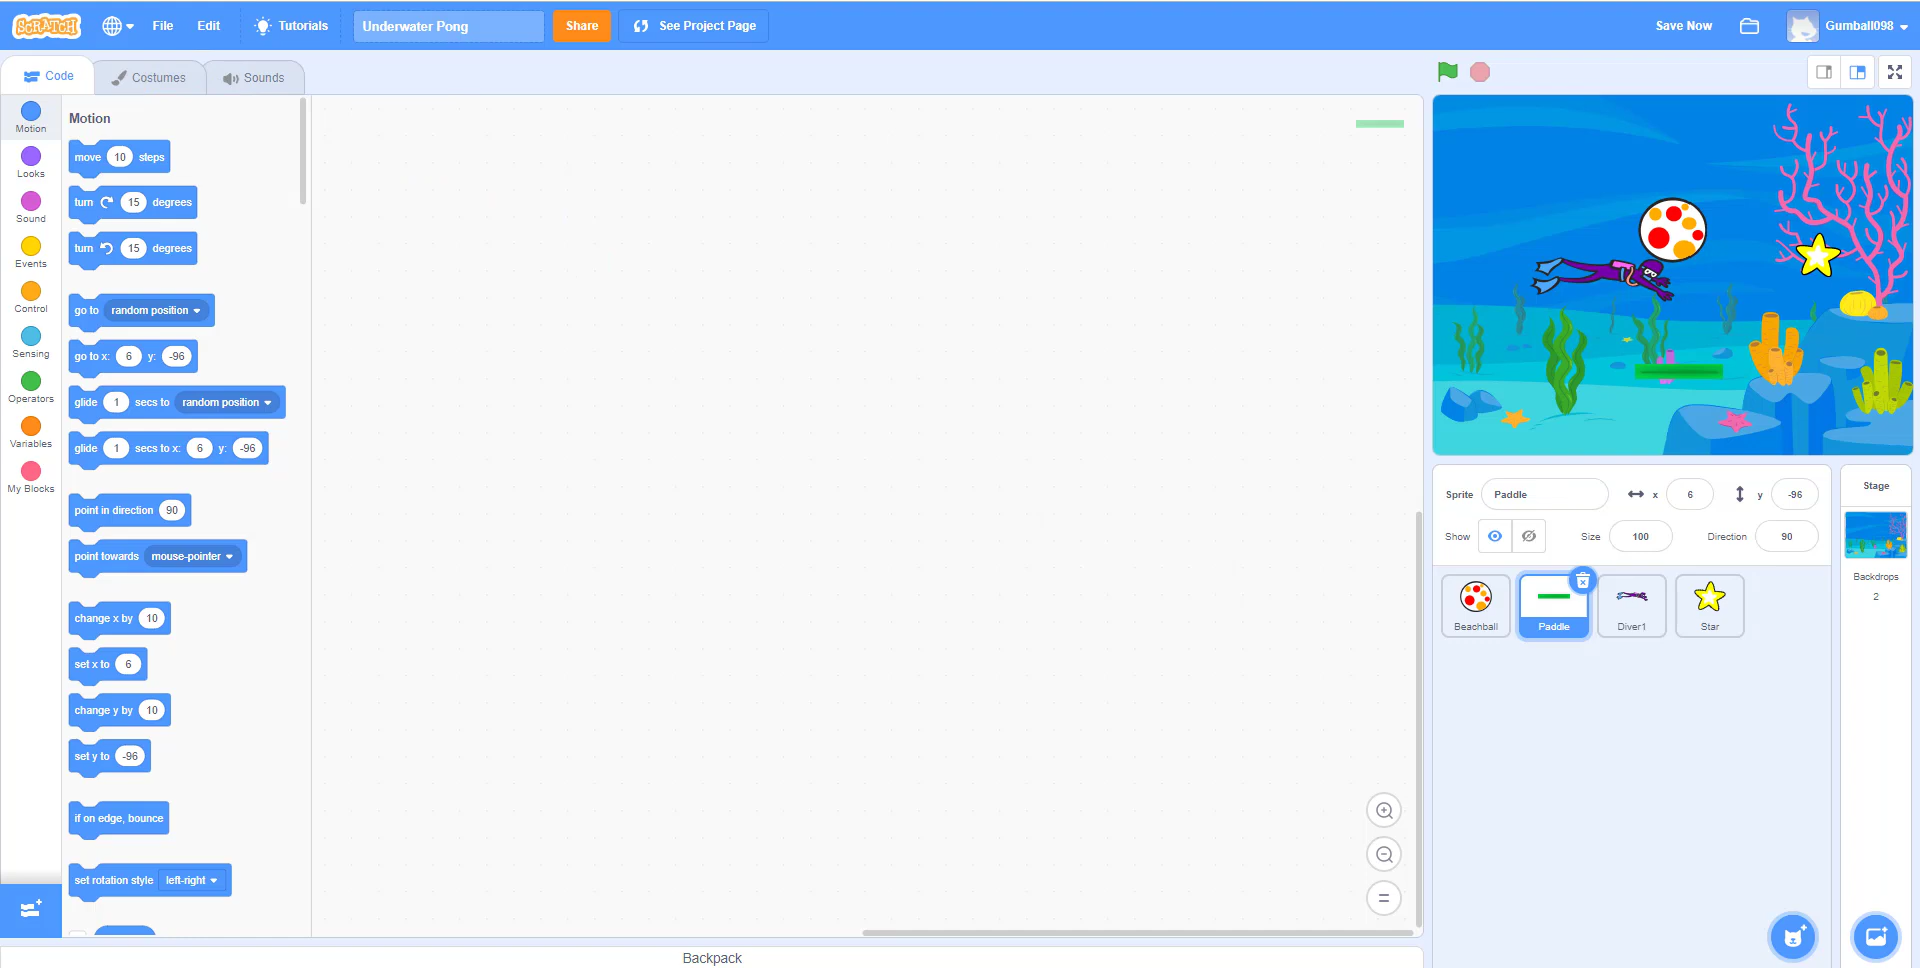 SCRATCH
File
Edit
Tutorials
Underwater Pong
Share
See Project Page
Save Now
Gumball098
Code
Costumes
Sounds
Motion
Looks
Sound
Events
Control
Sensing
Operators
Variables
My Blocks
Motion
move 10 steps
turn 15 degrees
turn 15 degrees
go to random position
go to x: 6 y: -96
glide 1 secs to random position
glide 1 secs to x: 6 y: -96
point in direction 90
point towards mouse-pointer
change x by 10
set x to 6
change y by 10
set y to -96
if on edge, bounce
set rotation style left-right
Backpack
Sprite Paddle x 6 y -96
Show Size 100 Direction 90
Beachball
Paddle
Diver1
Star
Stage
Backdrops
2